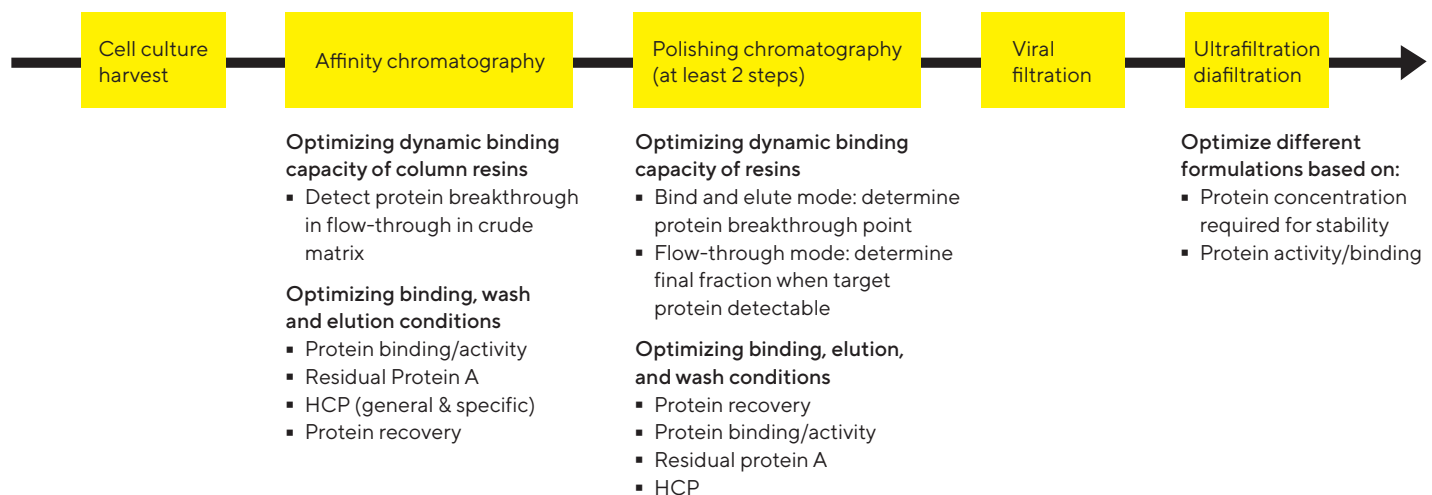 Cell culture
harvest
Affinity chromatography
Polishing chromatography
(at least 2 steps)
Viral
filtration
Ultrafiltration
diafiltration
Optimizing dynamic binding
capacity of column resins
▪ Detect protein breakthrough
in flow-through in crude
matrix
Optimizing binding, wash
and elution conditions
▪ Protein binding/activity
▪ Residual Protein A
▪ HCP (general & specific)
▪ Protein recovery
Optimizing dynamic binding
capacity of resins
▪ Bind and elute mode: determine
protein breakthrough point
▪ Flow-through mode: determine
final fraction when target
protein detectable
Optimizing binding, elution,
and wash conditions
▪ Protein recovery
▪ Protein binding/activity
▪ Residual protein A
▪ HCP
Optimize different
formulations based on:
▪ Protein concentration
required for stability
▪ Protein activity/binding